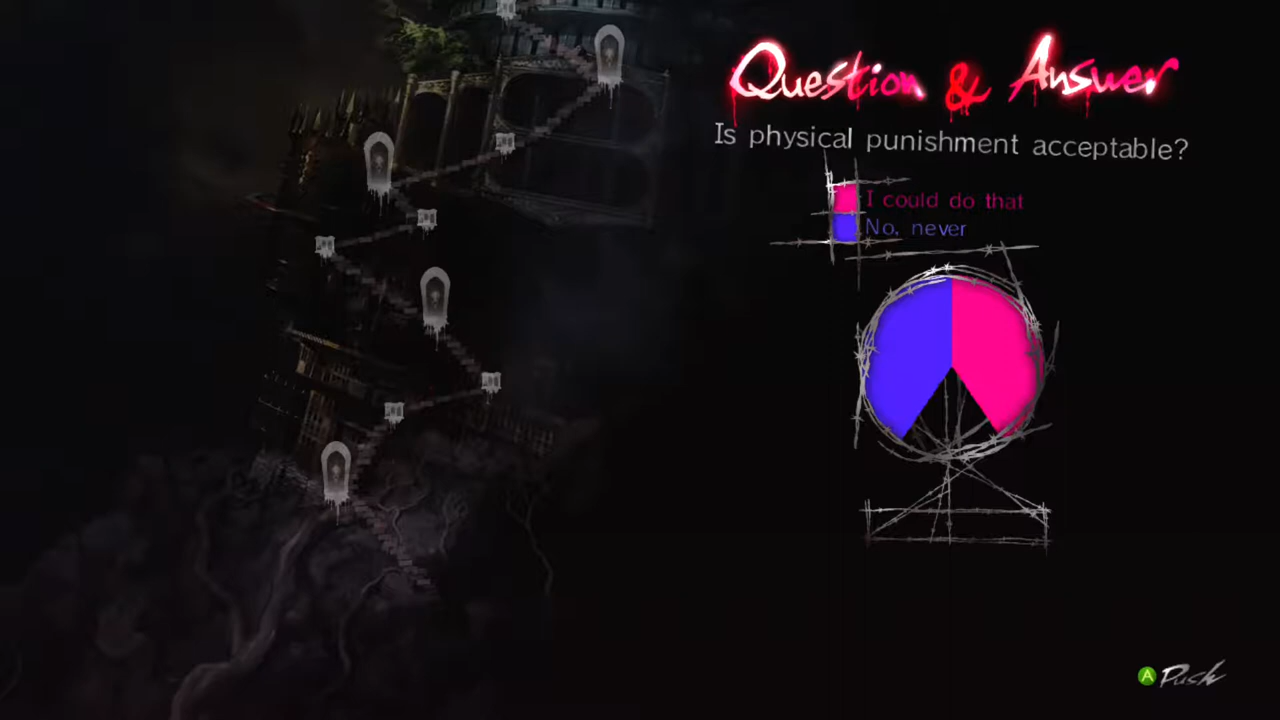 Question & Answer
Is physical punishment acceptable?
I could do that
No, never
A Push